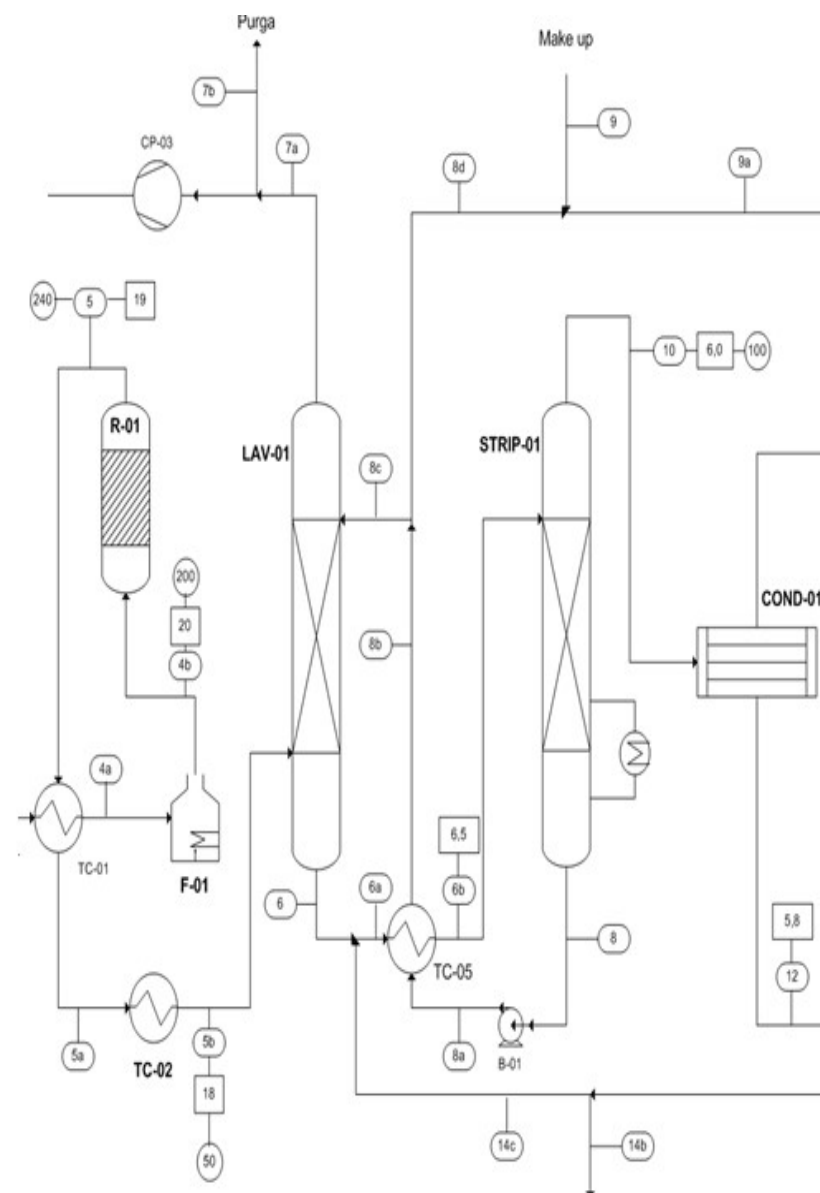 Purga
Make up
7b
9
CP-03
7a
8d
9a
240
5
19
10
6,0
100
R-01
LAV-01
STRIP-01
8c
200
20
COND-01
4b
8b
4a
6,5
TC-01
6a
6b
F-01
6
5,8
8
TC-05
12
5a
5b
8a
B-01
TC-02
18
14c
14b
50